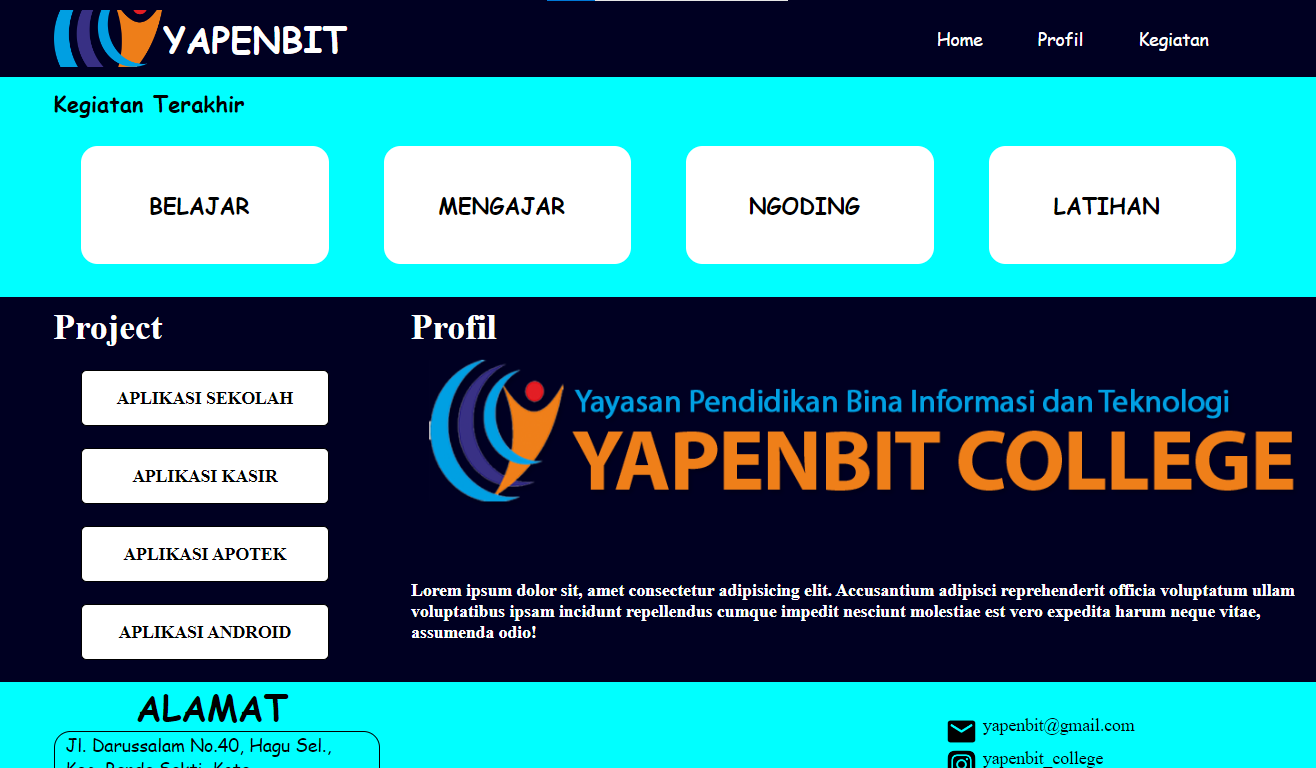 YAPENBIT
Home
Profil
Kegiatan
Kegiatan Terakhir
BELAJAR
MENGAJAR
NGODING
LATIHAN
Project
APLIKASI SEKOLAH
APLIKASI KASIR
APLIKASI APOTEK
APLIKASI ANDROID
Profil
Yayasan Pendidikan Bina Informasi dan Teknologi
YAPENBIT COLLEGE
Lorem ipsum dolor sit, amet consectetur adipisicing elit. Accusantium adipisci reprehenderit officia voluptatum ullam
voluptatibus ipsam incidunt repellendus cumque impedit nesciunt molestiae est vero expedita harum neque vitae,
assumenda odio!
ALAMAT
Jl. Darussalam No.40, Hagu Sel.,
yapenbit@gmail.com
yapenbit_college